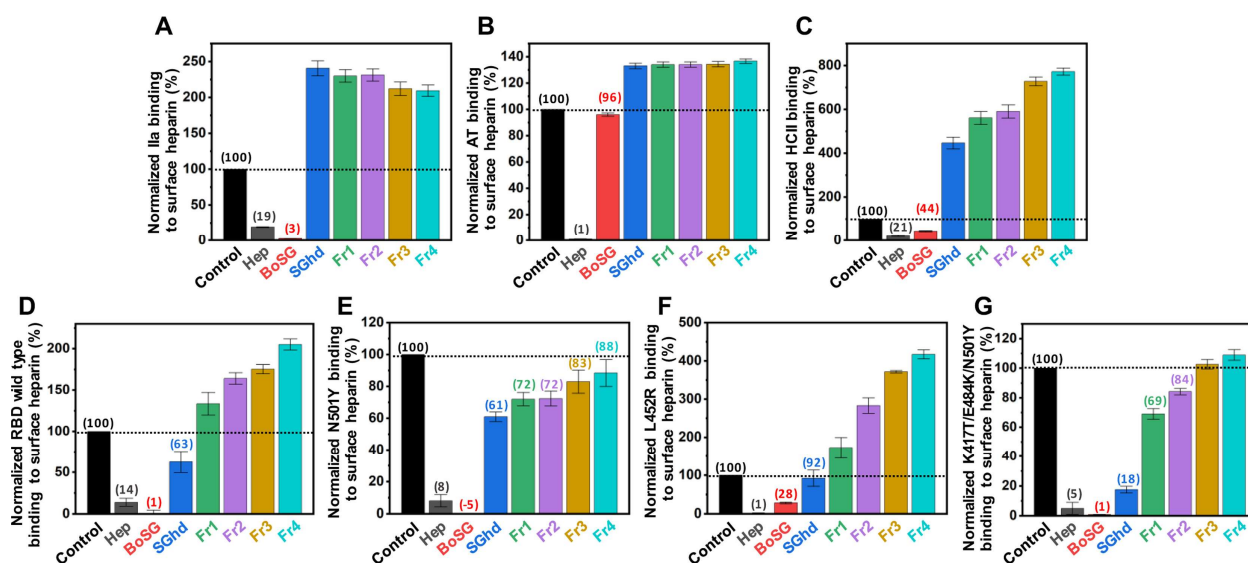 A
Normalized IIa binding
to surface heparin (%)
250
200
150
100
50
0
(100)
(19)
(3)
Control
Hep
BoSG
SGhd
Fr1
Fr2
Fr3
Fr4
B
Normalized AT binding
to surface heparin (%)
140
120
100
80
60
40
20
0
(100)
(1)
(96)
Control
Hep
BoSG
SGhd
Fr1
Fr2
Fr3
Fr4
C
Normalized HCII binding
to surface heparin (%)
800
600
400
200
0
(100)
(21)
(44)
Control
Hep
BoSG
SGhd
Fr1
Fr2
Fr3
Fr4
D
Normalized RBD wild type
binding to surface heparin (%)
200
150
100
50
0
(100)
(14)
(1)
(63)
Control
Hep
BoSG
SGhd
Fr1
Fr2
Fr3
Fr4
E
Normalized N501Y binding
to surface heparin (%)
120
100
80
60
40
20
0
(100)
(8)
(-5)
(61)
(72)
(72)
(83)
(88)
Control
Hep
BoSG
SGhd
Fr1
Fr2
Fr3
Fr4
F
Normalized L452R binding
to surface heparin (%)
500
400
300
200
100
0
(100)
(1)
(28)
(92)
Control
Hep
BoSG
SGhd
Fr1
Fr2
Fr3
Fr4
G
Normalized K417T/E484K/N501Y
binding to surface heparin (%)
120
100
80
60
40
20
0
(100)
(5)
(1)
(18)
(69)
(84)
Control
Hep
BoSG
SGhd
Fr1
Fr2
Fr3
Fr4